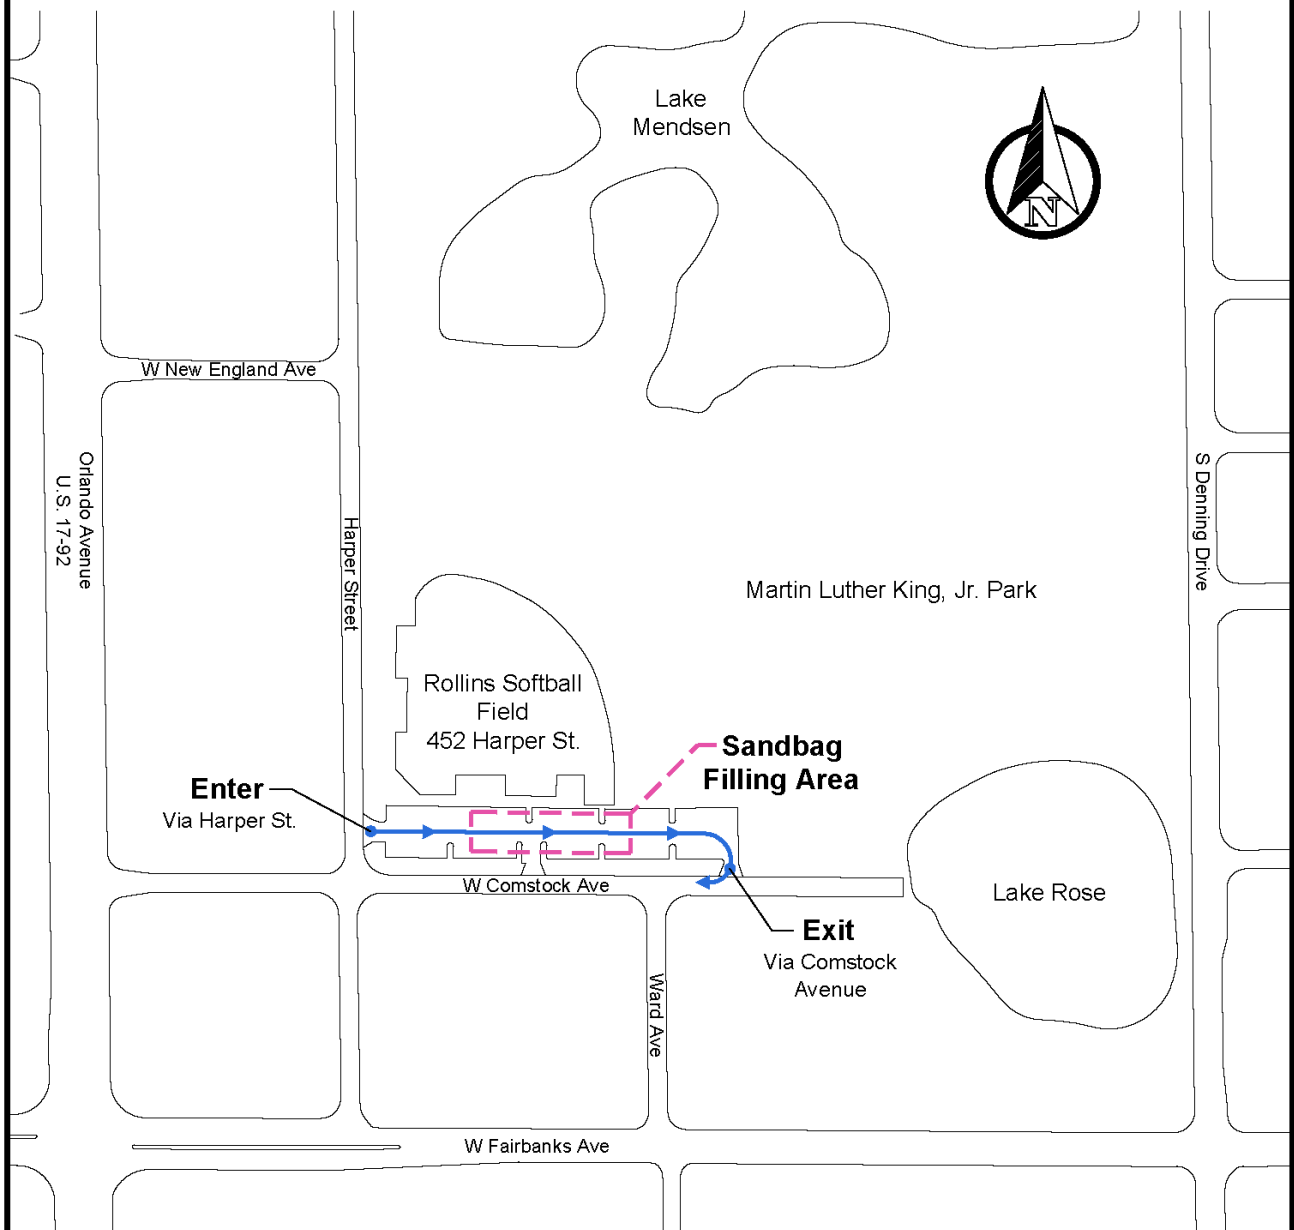 Lake
Mendsen
N
W New England Ave
Orlando Avenue
U.S. 17-92
Harper Street
S Denning Drive
Martin Luther King, Jr. Park
Rollins Softball
Field
452 Harper St.
Sandbag
Filling Area
Enter
Via Harper St.
W Comstock Ave
Lake Rose
Exit
Via Comstock
Avenue
Ward Ave
W Fairbanks Ave